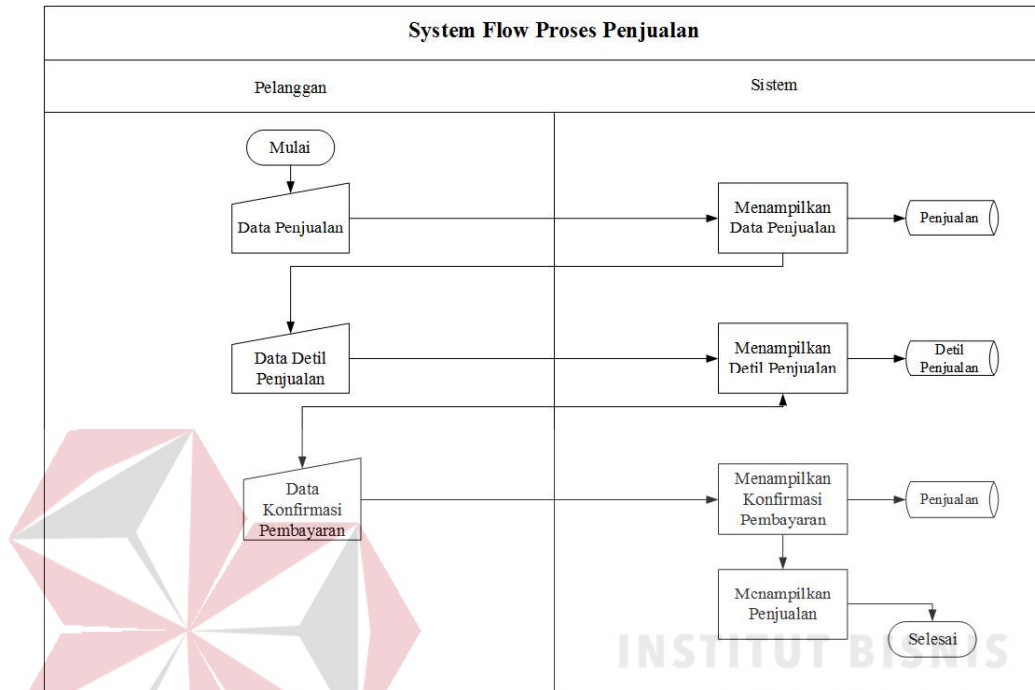 System Flow Proses Penjualan
Pelanggan
Sistem
Mulai
Data Penjualan
Menampilkan
Data Penjualan
Penjualan
Data Detil
Penjualan
Menampilkan
Detil Penjualan
Detil
Penjualan
Data
Konfirmasi
Pembayaran
Menampilkan
Konfirmasi
Pembayaran
Penjualan
Menampilkan
Penjualan
Selesai
INSTITUT BISNIS